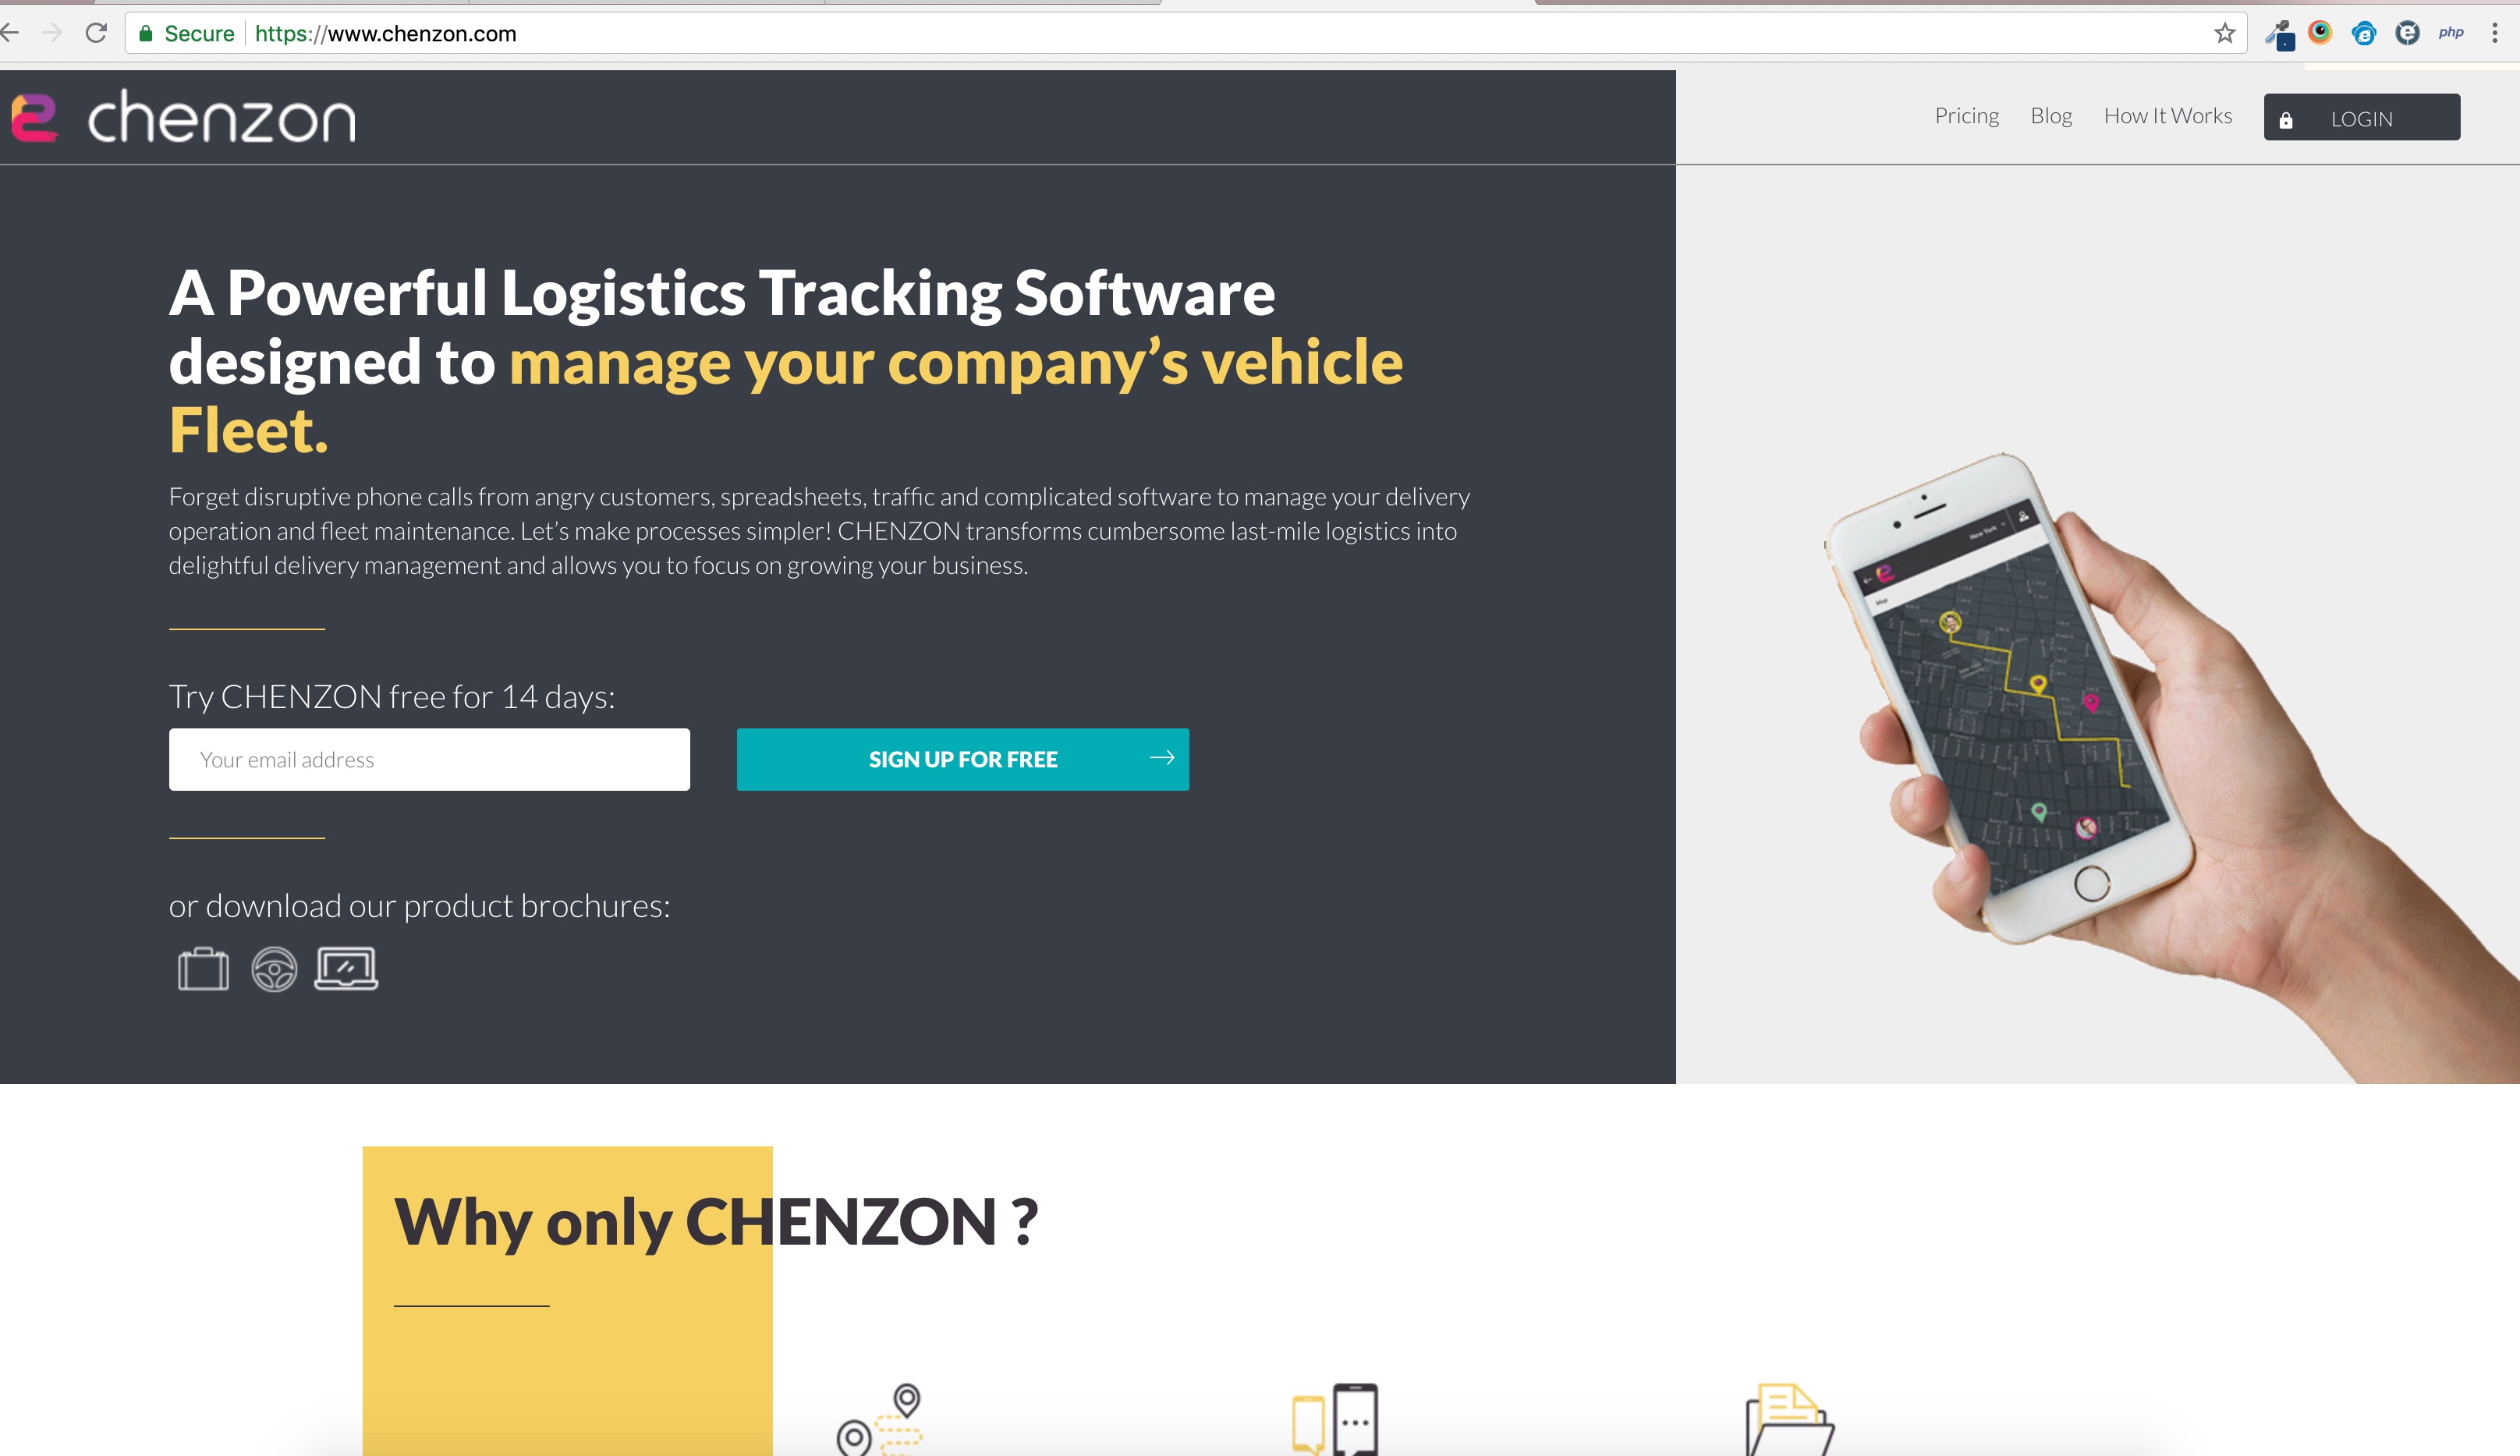 Secure https://www.chenzon.com
php
chenzon
Pricing Blog How It Works LOGIN
A Powerful Logistics Tracking Software
designed to manage your company’s vehicle
Fleet.
Forget disruptive phone calls from angry customers, spreadsheets, traffic and complicated software to manage your delivery
operation and fleet maintenance. Let’s make processes simpler! CHENZON transforms cumbersome last-mile logistics into
delightful delivery management and allows you to focus on growing your business.
New York
Map
Try CHENZON free for 14 days:
Your email address
SIGN UP FOR FREE
or download our product brochures:
Why only CHENZON ?